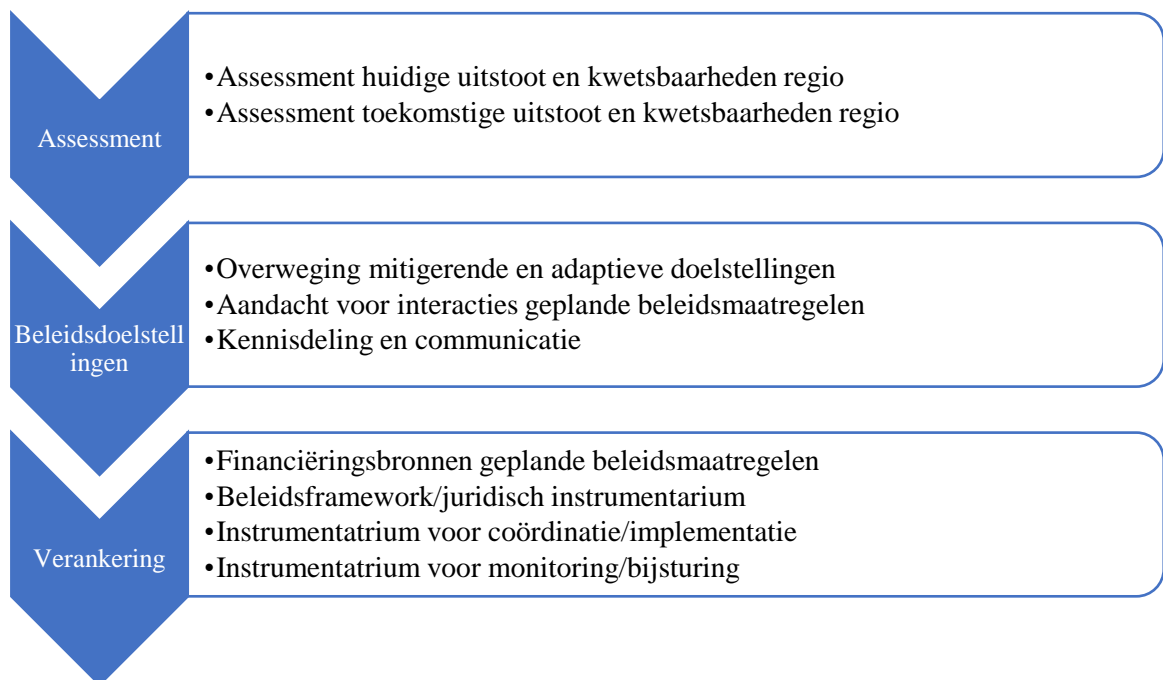 Assessment
•Assessment huidige uitstoot en kwetsbaarheden regio
•Assessment toekomstige uitstoot en kwetsbaarheden regio
Beleidsdoelstell
ingen
•Overweging mitigerende en adaptieve doelstellingen
•Aandacht voor interacties geplande beleidsmaatregelen
•Kennisdeling en communicatie
Verankering
•Financiëringsbronnen geplande beleidsmaatregelen
•Beleidsframework/juridisch instrumentarium
•Instrumentatrium voor coördinatie/implementatie
•Instrumentatrium voor monitoring/bijsturing